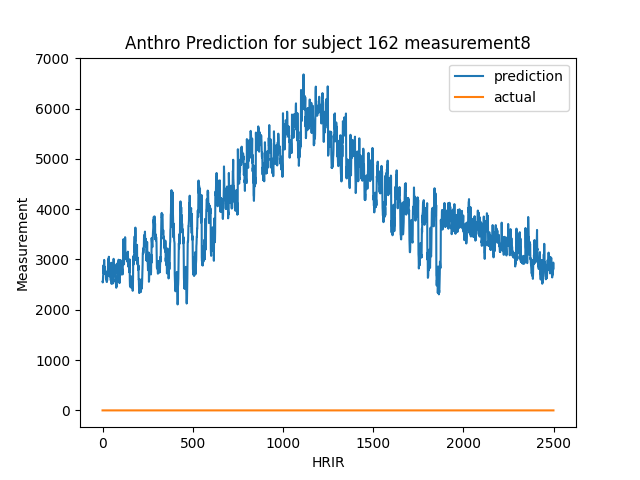 Anthro Prediction for subject 162 measurement8
prediction
actual
Measurement
7000
6000
5000
4000
3000
2000
1000
0
0
500
1000
1500
2000
2500
HRIR